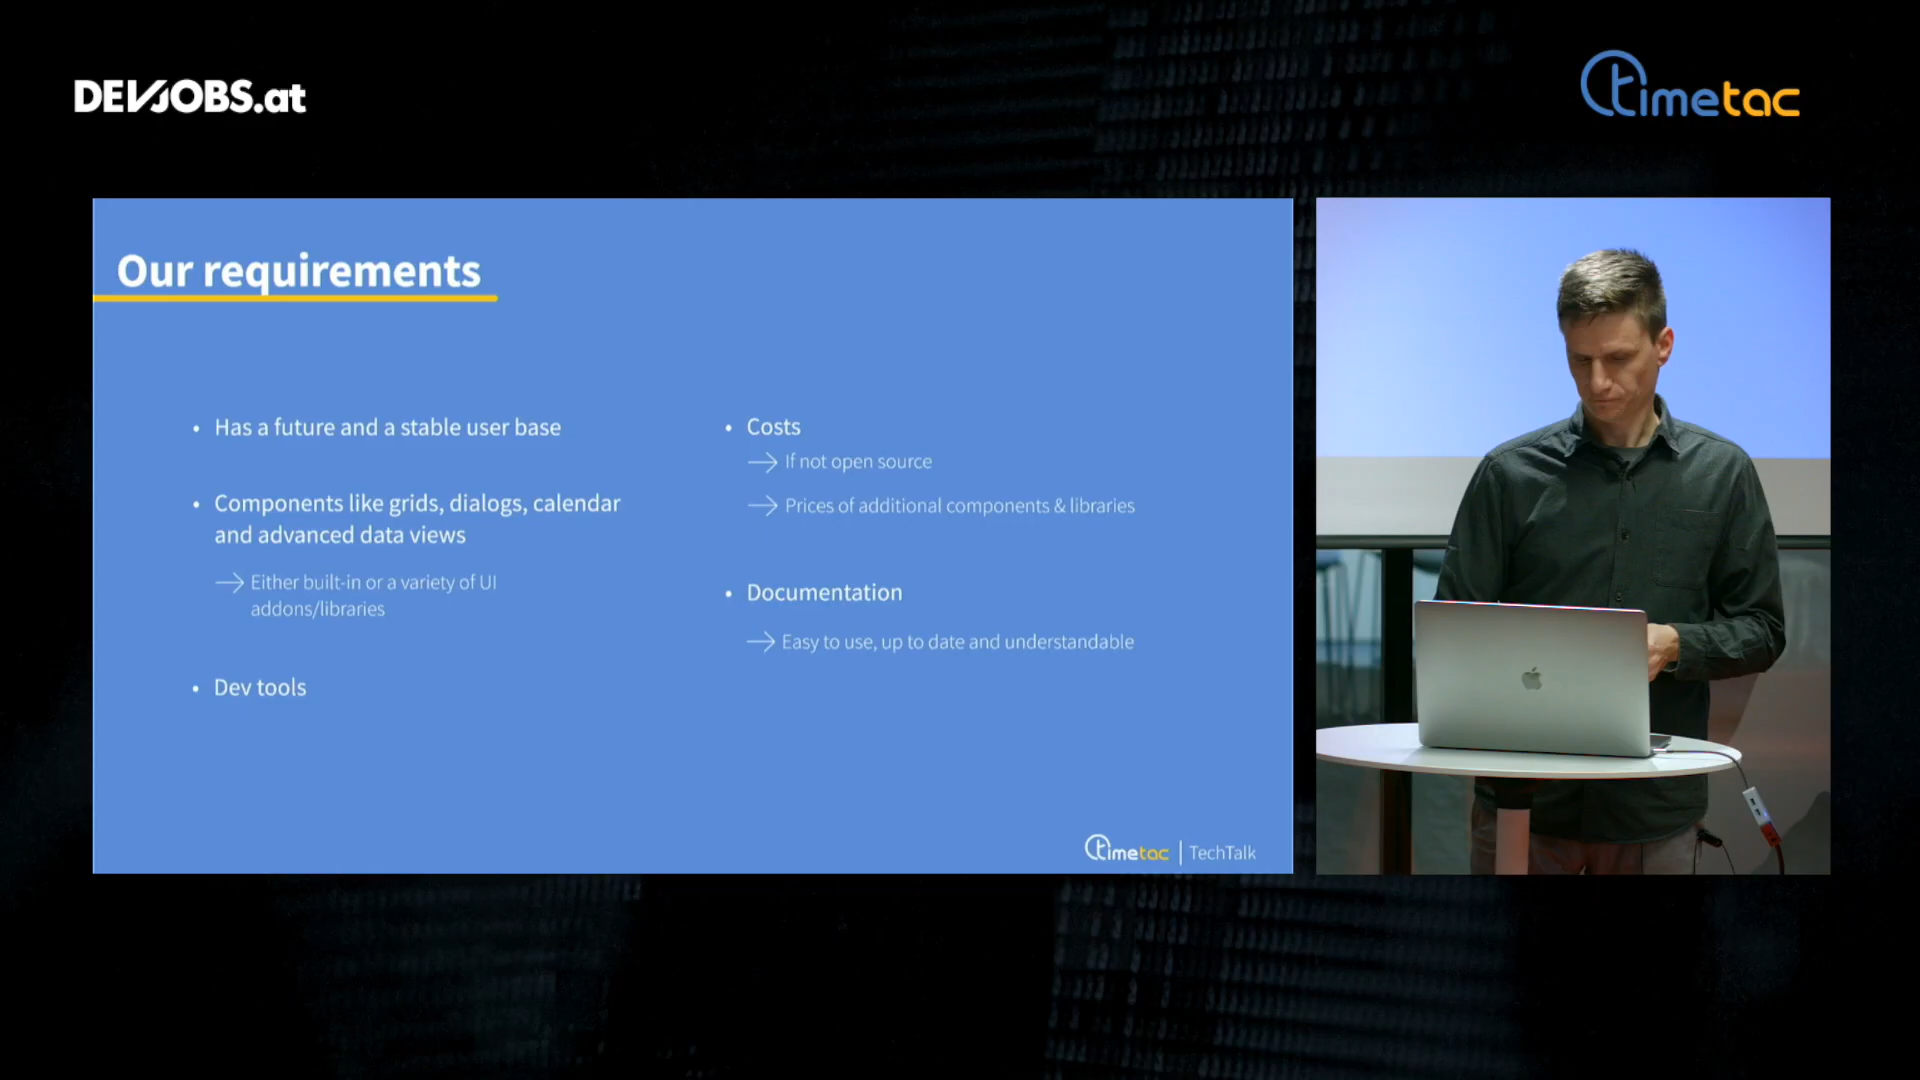 DEVJOBS.at
timetac
Our requirements
• Has a future and a stable user base
• Components like grids, dialogs, calendar
and advanced data views
→ Either built-in or a variety of UI
addons/libraries
• Dev tools
• Costs
→ If not open source
→ Prices of additional components & libraries
• Documentation
→ Easy to use, up to date and understandable
timetac | TechTalk